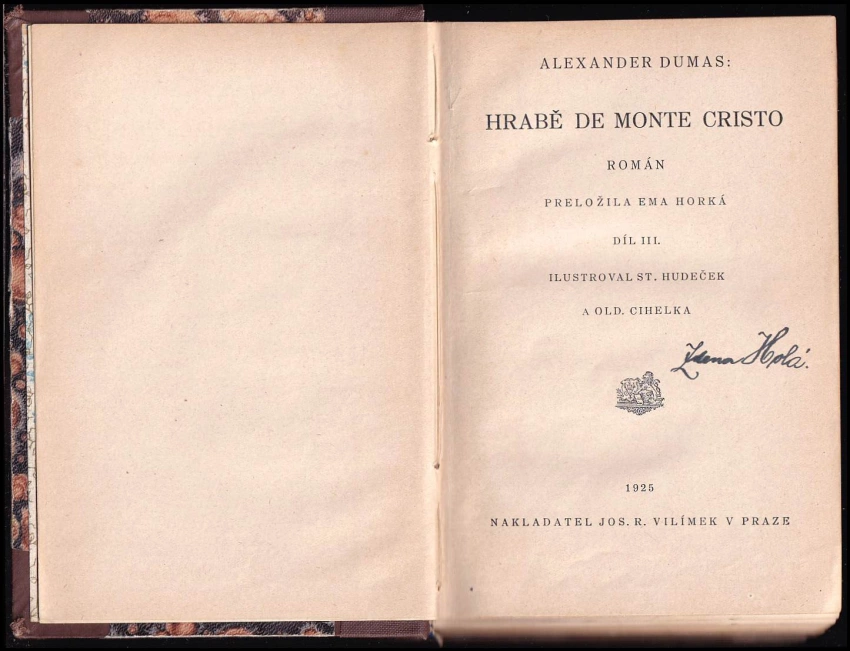 ALEXANDER DUMAS:
HRABĚ DE MONTE CRISTO
ROMÁN
PRELOŽILA EMA HORKÁ
DÍL III.
ILUSTROVAL ST. HUDEČEK
A OLD. CIHELKA
Zdena Holá.
1925
NAKLADATEL JOS. R. VILÍMEK V PRAZE